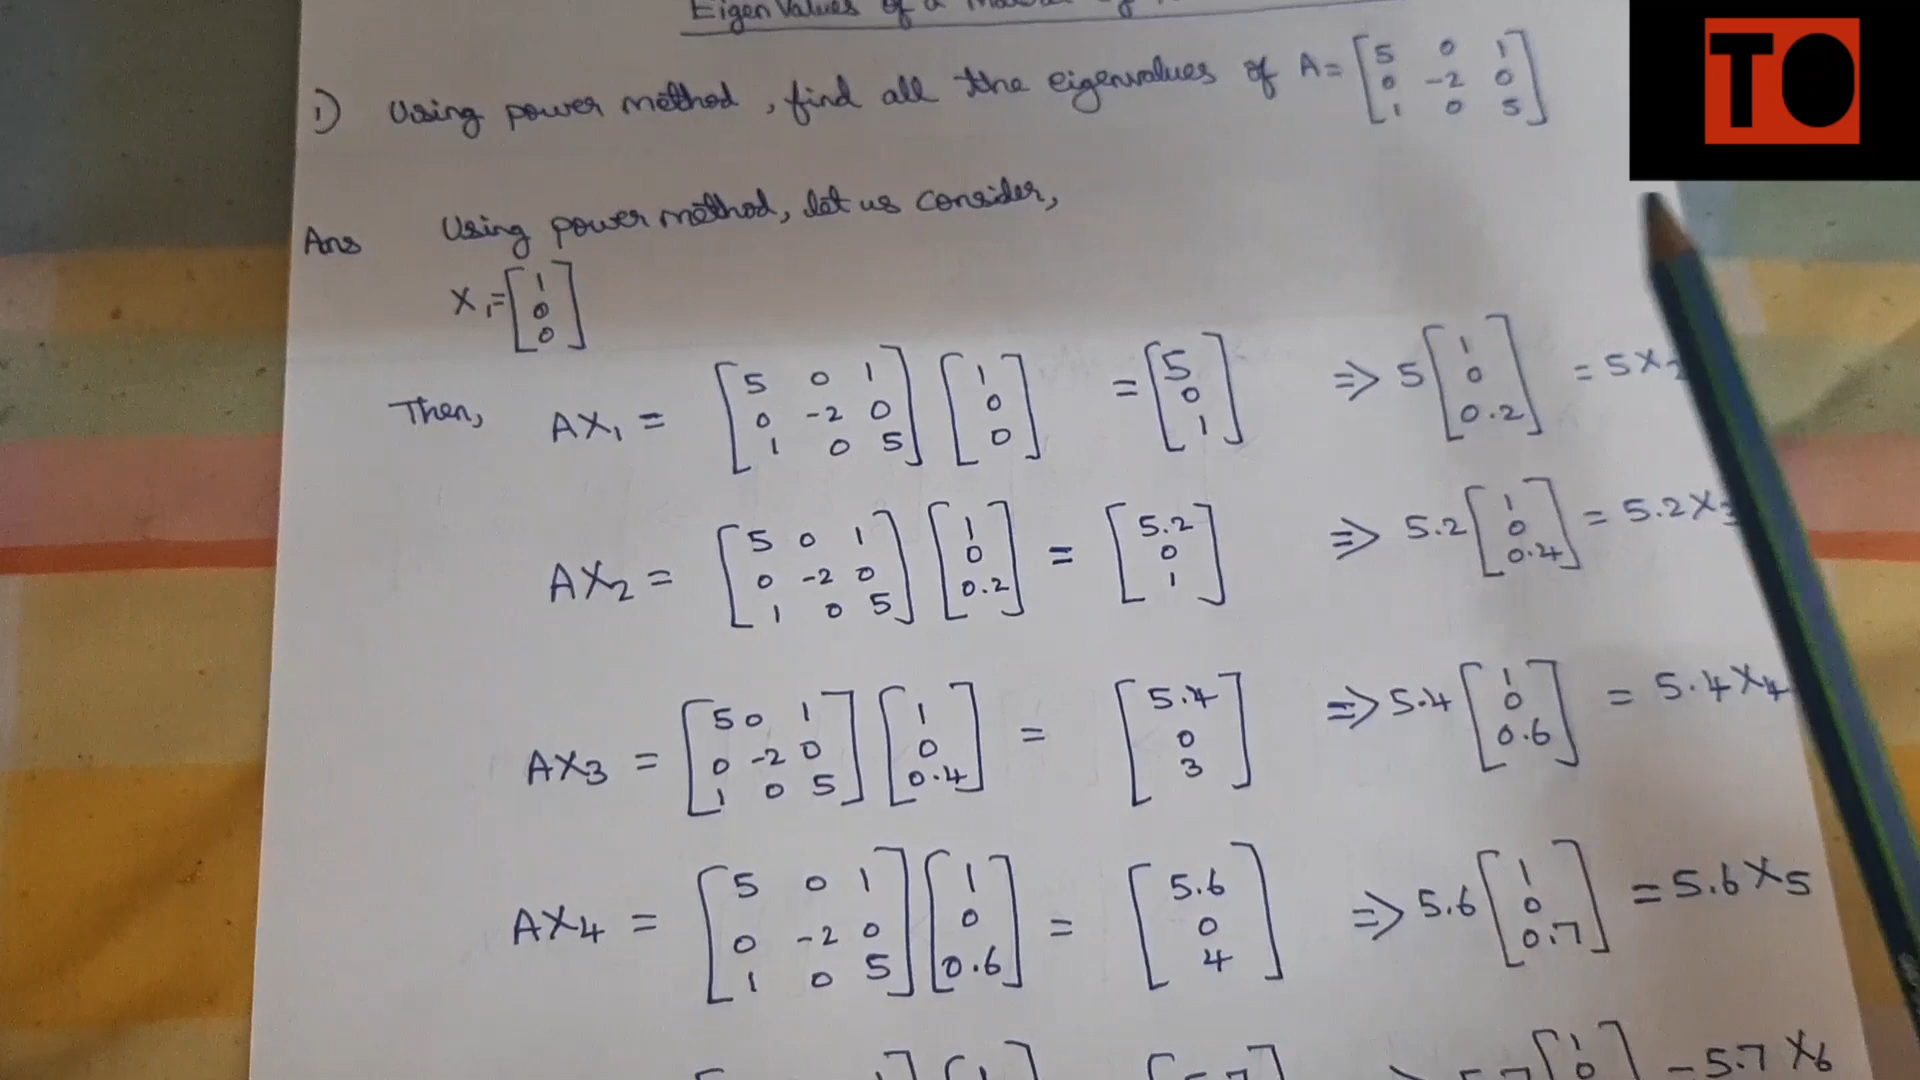 Eigen Values of a
1) Using power method, find all the eigenvalues of A = [5 0 1; 0 -2 0; 1 0 5]
TO
Ans Using power method, let us consider,
X₁ = [1; 0; 0]
Then, AX₁ = [5 0 1; 0 -2 0; 1 0 5] [1; 0; 0] = [5; 0; 1] ⇒ 5 [1; 0; 0.2] = 5X₂
AX₂ = [5 0 1; 0 -2 0; 1 0 5] [1; 0; 0.2] = [5.2; 0; 1] ⇒ 5.2 [1; 0; 0.4] = 5.2X₃
AX₃ = [5 0 1; 0 -2 0; 1 0 5] [1; 0; 0.4] = [5.4; 0; 3] ⇒ 5.4 [1; 0; 0.6] = 5.4X₄
AX₄ = [5 0 1; 0 -2 0; 1 0 5] [1; 0; 0.6] = [5.6; 0; 4] ⇒ 5.6 [1; 0; 0.7] = 5.6X₅
= 5.7 X₆